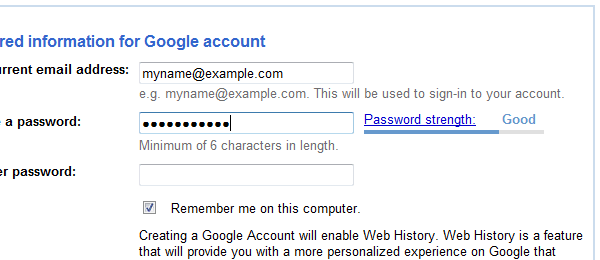 red information for Google account
urrent email address: myname@example.com
e.g. myname@example.com. This will be used to sign-in to your account.
a password: ●●●●●●●●●●● Password strength: Good
Minimum of 6 characters in length.
er password:
Remember me on this computer.
Creating a Google Account will enable Web History. Web History is a feature
that will provide you with a more personalized experience on Google that